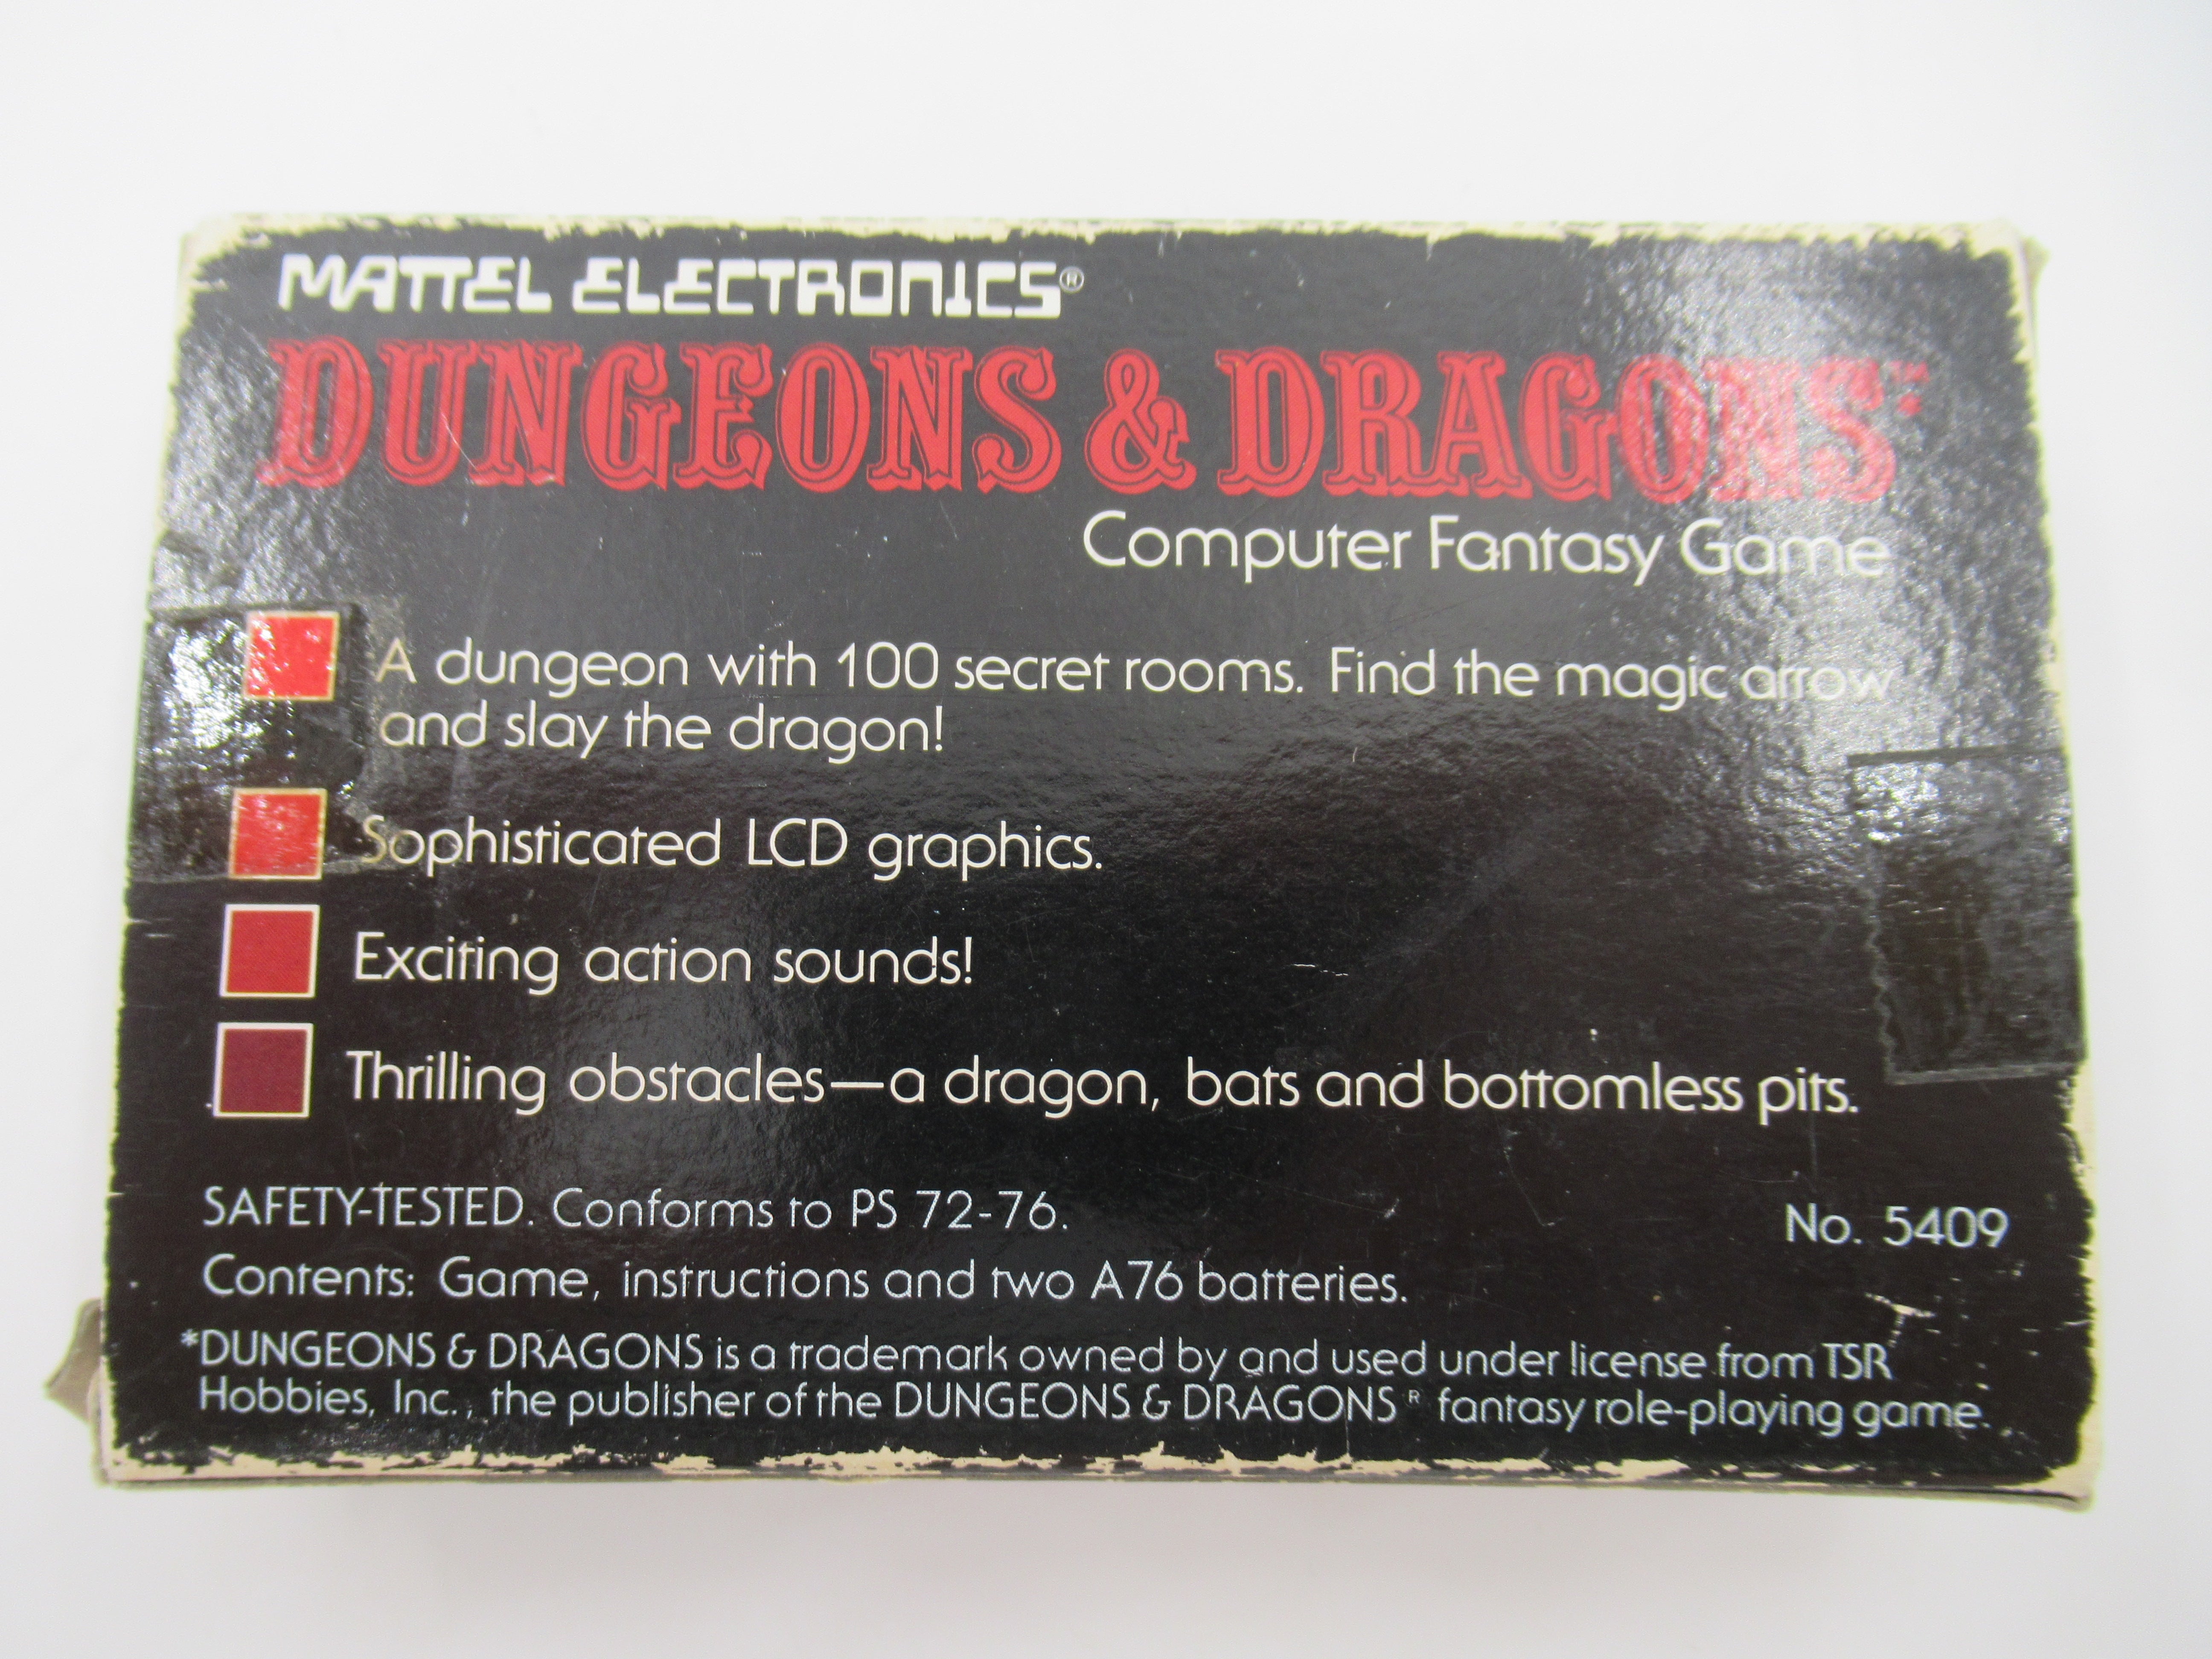 MATTEL ELECTRONICS®
DUNGEONS & DRAGONS™*
Computer Fantasy Game
A dungeon with 100 secret rooms. Find the magic arrow
and slay the dragon!
Sophisticated LCD graphics.
Exciting action sounds!
Thrilling obstacles—a dragon, bats and bottomless pits.
SAFETY-TESTED. Conforms to PS 72-76.
No. 5409
Contents: Game, instructions and two A76 batteries.
*DUNGEONS & DRAGONS is a trademark owned by and used under license from TSR
Hobbies, Inc., the publisher of the DUNGEONS & DRAGONS® fantasy role-playing game.